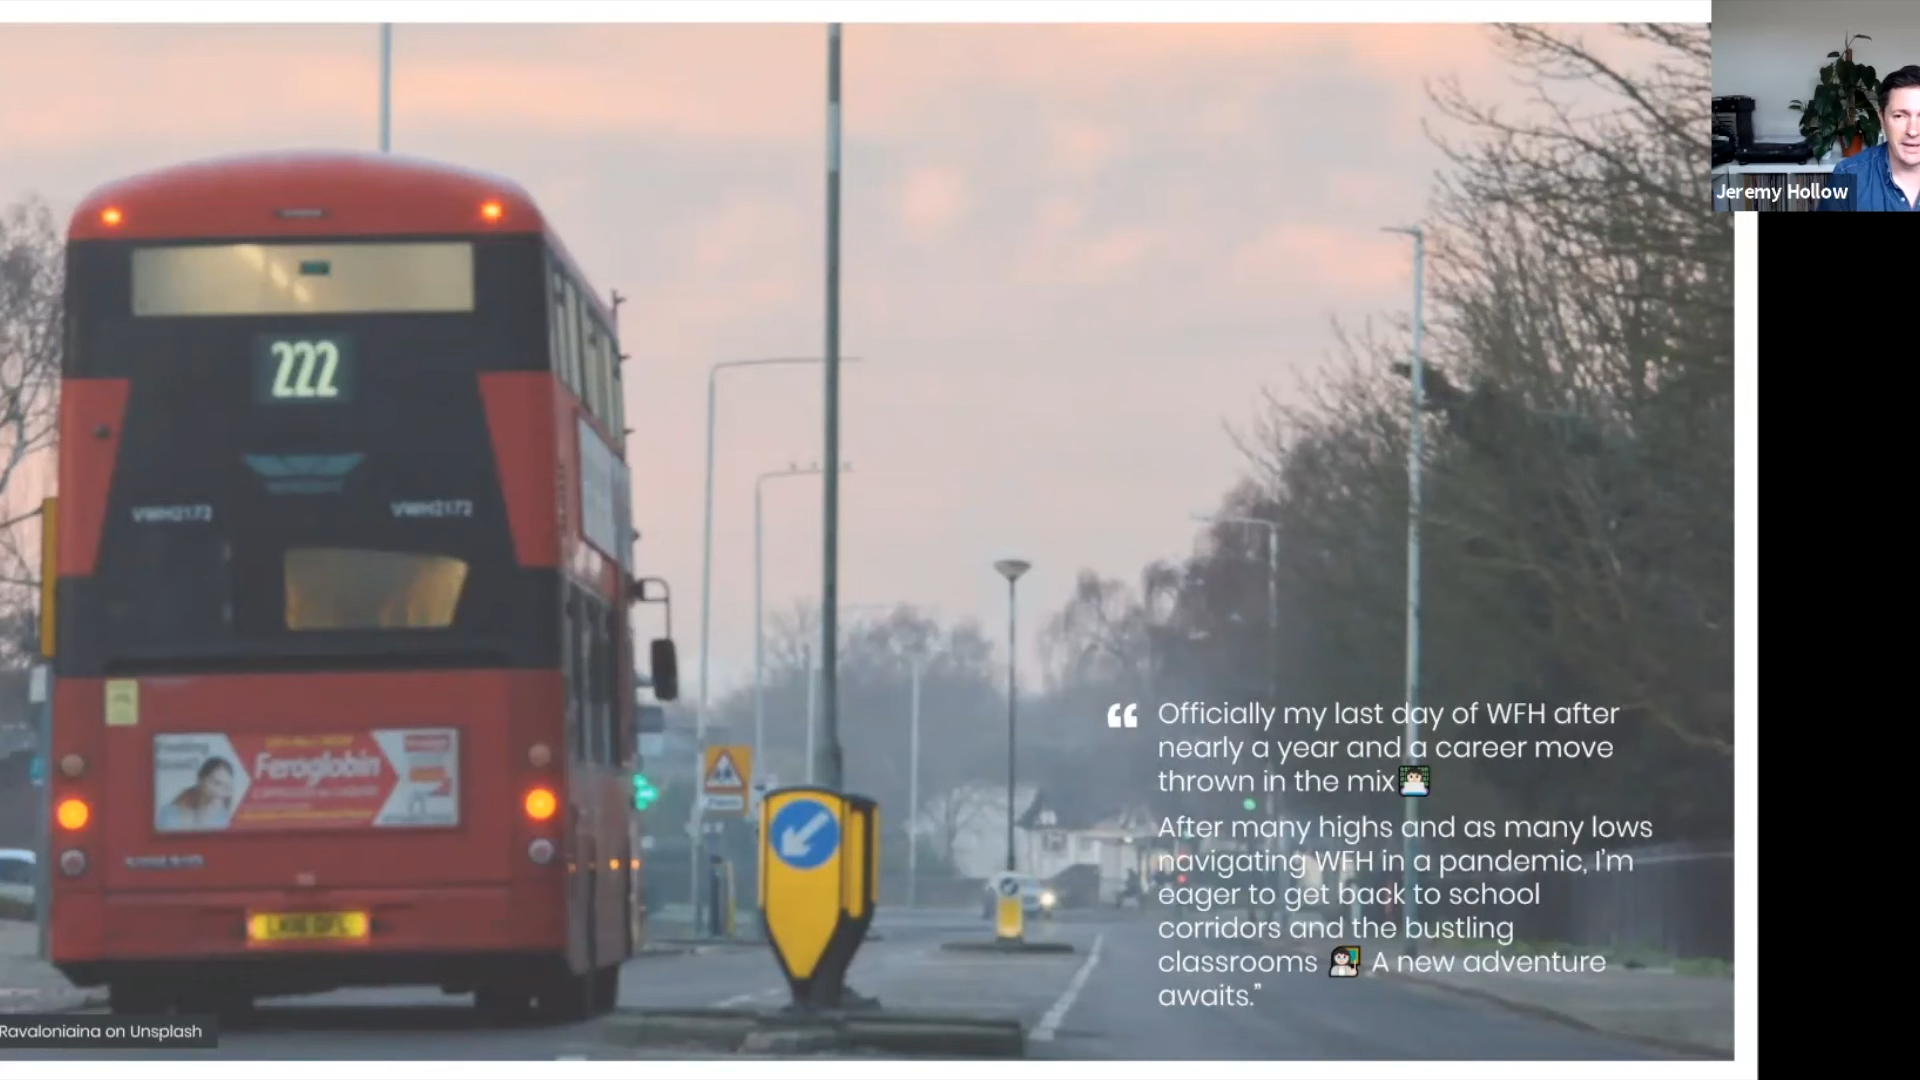 Jeremy Hollow
222
VWH2172
VWH2172
Feroglobin
“ Officially my last day of WFH after
nearly a year and a career move
thrown in the mix
After many highs and as many lows
navigating WFH in a pandemic, I’m
eager to get back to school
corridors and the bustling
classrooms A new adventure
awaits.”
Ravaloniaina on Unsplash